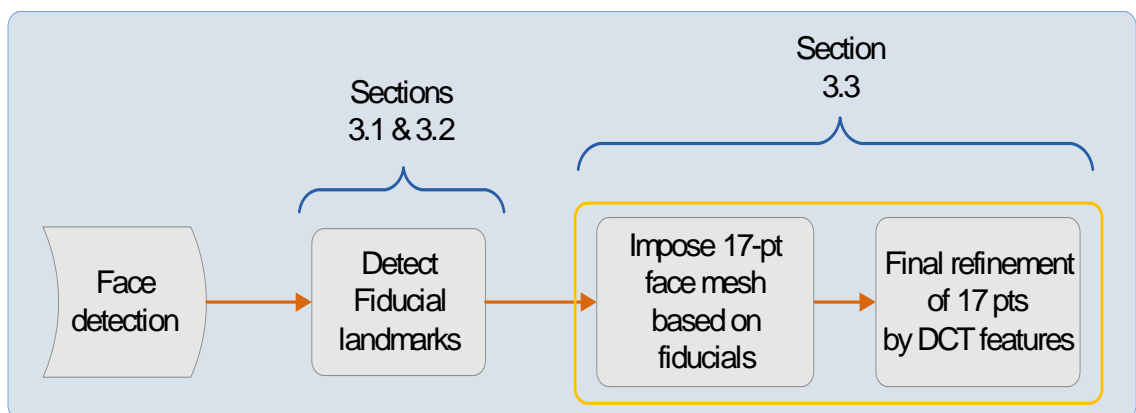 Sections
3.1 & 3.2
Section
3.3
Face
detection
Detect
Fiducial
landmarks
Impose 17-pt
face mesh
based on
fiducials
Final refinement
of 17 pts
by DCT features